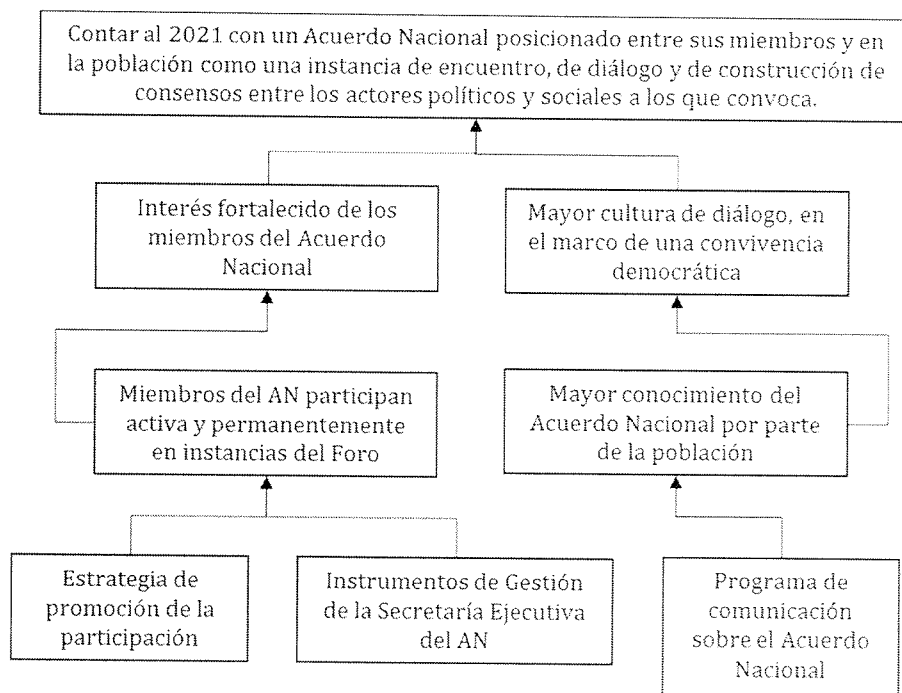 Contar al 2021 con un Acuerdo Nacional posicionado entre sus miembros y en
la población como una instancia de encuentro, de diálogo y de construcción de
consensos entre los actores políticos y sociales a los que convoca.
Interés fortalecido de los
miembros del Acuerdo
Nacional
Mayor cultura de diálogo, en
el marco de una convivencia
democrática
Miembros del AN participan
activa y permanentemente
en instancias del Foro
Mayor conocimiento del
Acuerdo Nacional por parte
de la población
Estrategia de
promoción de la
participación
Instrumentos de Gestión
de la Secretaría Ejecutiva
del AN
Programa de
comunicación
sobre el Acuerdo
Nacional